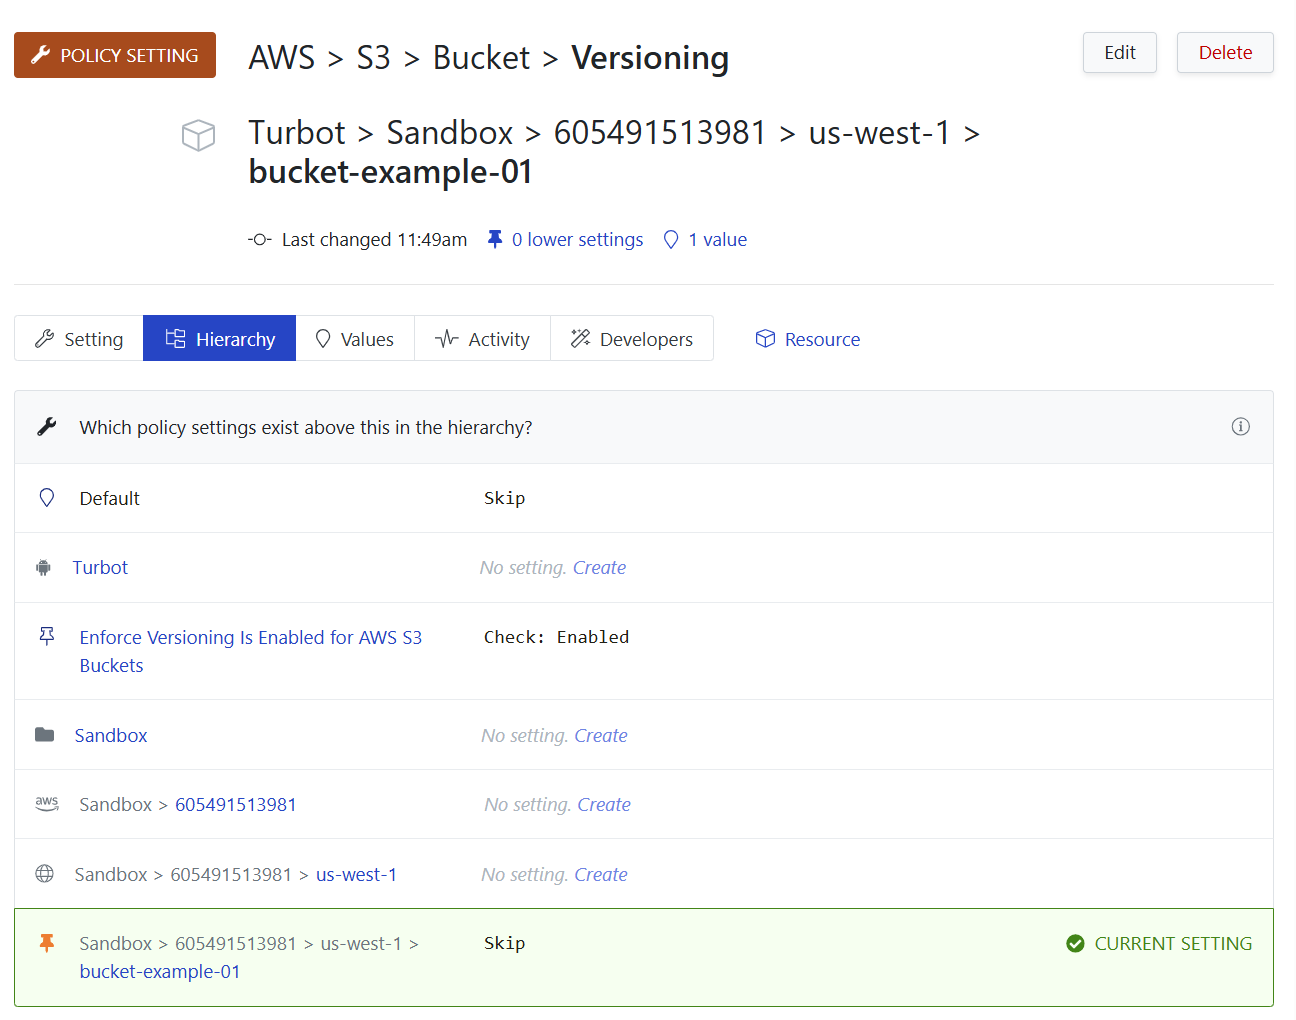 POLICY SETTING
AWS > S3 > Bucket > Versioning
Edit
Delete
Turbot > Sandbox > 605491513981 > us-west-1 >
bucket-example-01
Last changed 11:49am
0 lower settings
1 value
Setting
Hierarchy
Values
Activity
Developers
Resource
Which policy settings exist above this in the hierarchy?
Default
Skip
Turbot
No setting. Create
Enforce Versioning Is Enabled for AWS S3
Buckets
Check: Enabled
Sandbox
No setting. Create
aws
Sandbox > 605491513981
No setting. Create
Sandbox > 605491513981 > us-west-1
No setting. Create
Sandbox > 605491513981 > us-west-1 >
bucket-example-01
Skip
CURRENT SETTING